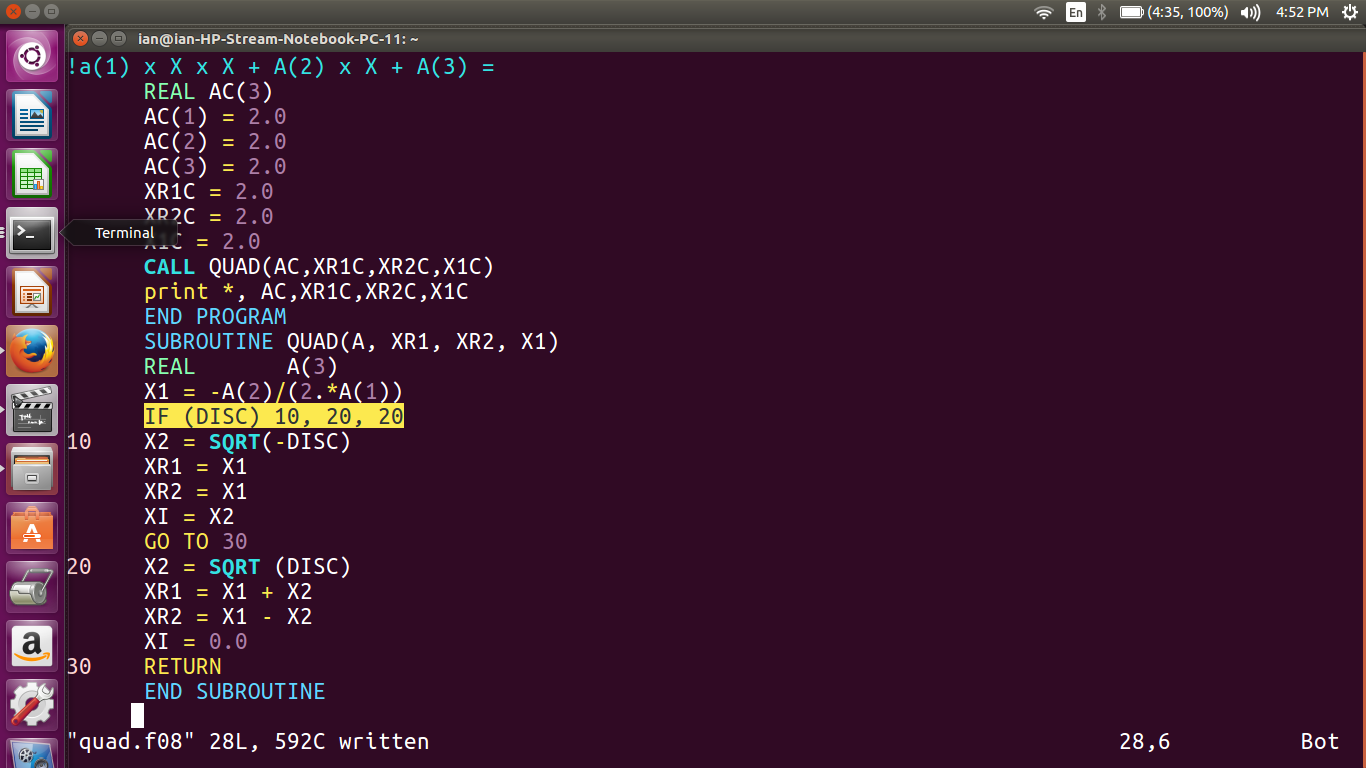 En (4:35, 100%) 4:52 PM
ian@ian-HP-Stream-Notebook-PC-11: ~
!a(1) x X x X + A(2) x X + A(3) =
REAL AC(3)
AC(1) = 2.0
AC(2) = 2.0
AC(3) = 2.0
XR1C = 2.0
XR2C = 2.0
Terminal
X1C = 2.0
CALL QUAD(AC,XR1C,XR2C,X1C)
print *, AC,XR1C,XR2C,X1C
END PROGRAM
SUBROUTINE QUAD(A, XR1, XR2, X1)
REAL A(3)
X1 = -A(2)/(2.*A(1))
IF (DISC) 10, 20, 20
10 X2 = SQRT(-DISC)
XR1 = X1
XR2 = X1
XI = X2
GO TO 30
20 X2 = SQRT (DISC)
XR1 = X1 + X2
XR2 = X1 - X2
XI = 0.0
30 RETURN
END SUBROUTINE
"quad.f08" 28L, 592C written 28,6 Bot